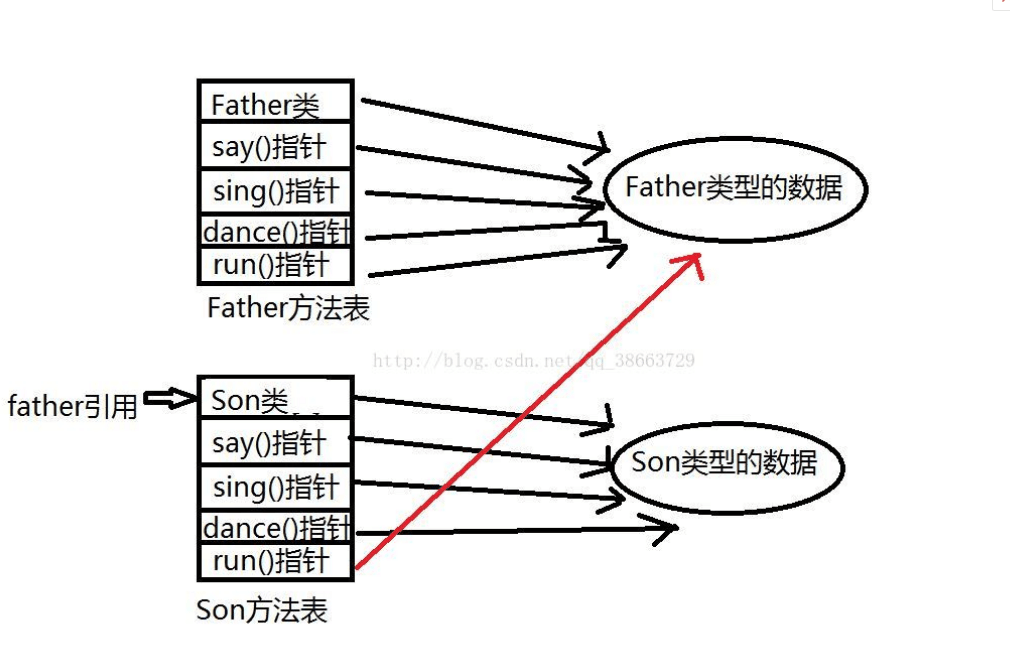 Father类
say()指针
sing()指针
dance()指针
run()指针
Father方法表
Father类型的数据
http://blog.csdn.net/qq_38663729
father引用
Son类
say()指针
sing()指针
dance()指针
run()指针
Son方法表
Son类型的数据